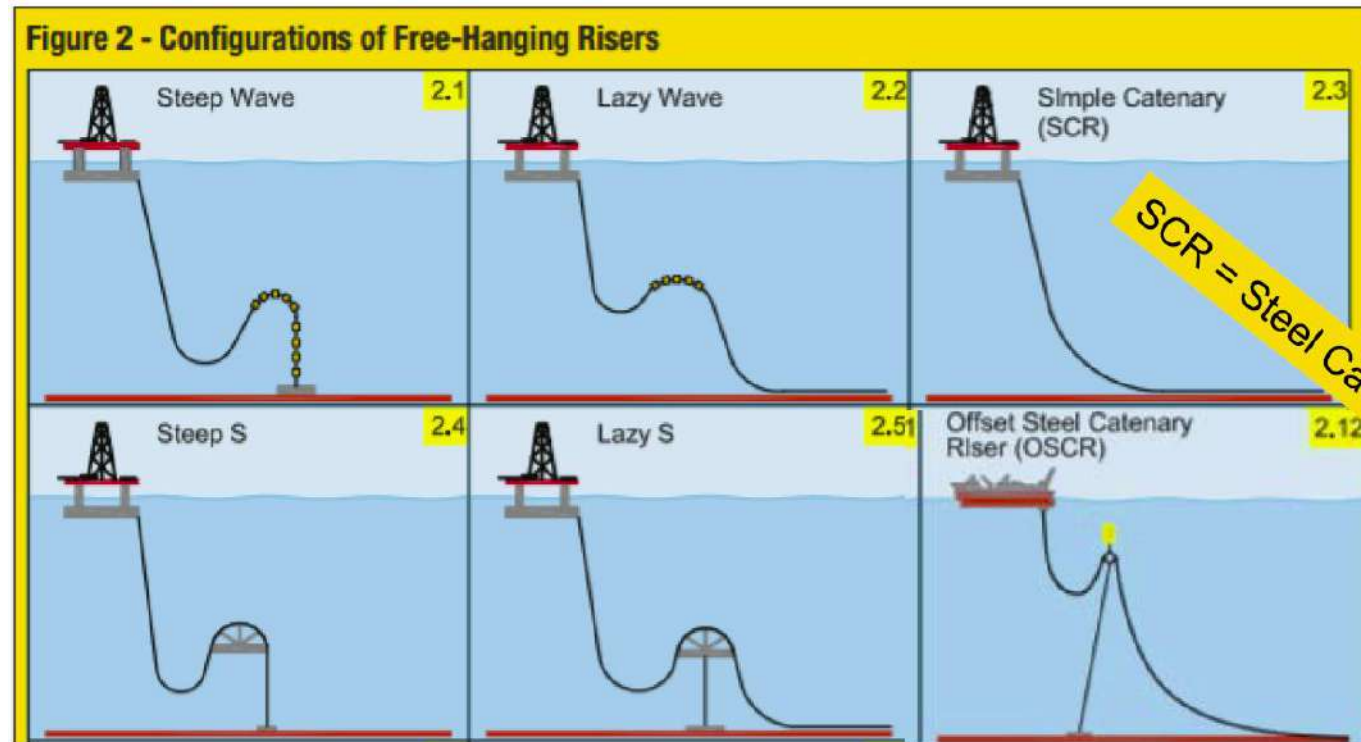 Figure 2 - Configurations of Free-Hanging Risers
Steep Wave
2.1
Lazy Wave
2.2
SImple Catenary
(SCR)
2.3
SCR = Steel Ca
Steep S
2.4
Lazy S
2.51
Offset Steel Catenary
RIser (OSCR)
2.12